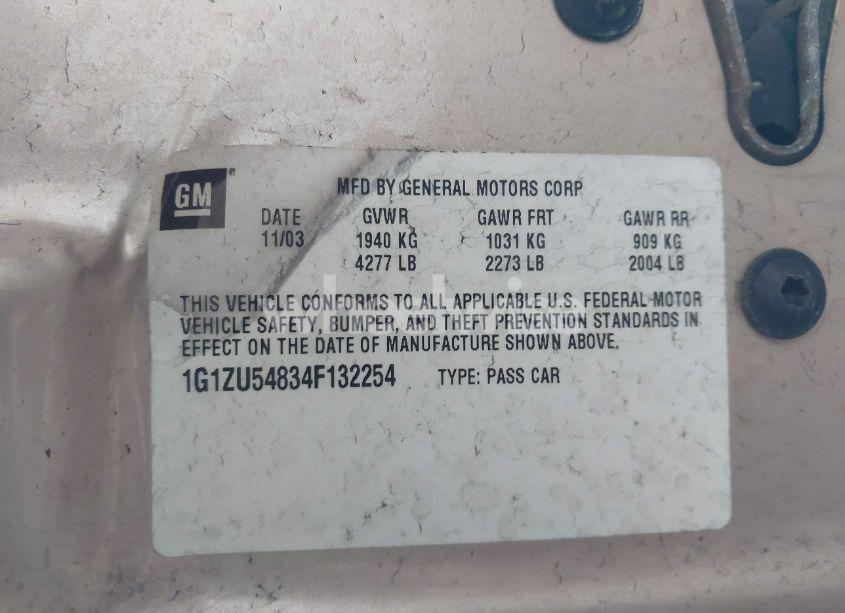 GM
MFD BY GENERAL MOTORS CORP
DATE GVWR GAWR FRT GAWR RR
11/03 1940 KG 1031 KG 909 KG
4277 LB 2273 LB 2004 LB
THIS VEHICLE CONFORMS TO ALL APPLICABLE U.S. FEDERAL MOTOR
VEHICLE SAFETY, BUMPER, AND THEFT PREVENTION STANDARDS IN
EFFECT ON THE DATE OF MANUFACTURE SHOWN ABOVE.
1G1ZU54834F132254 TYPE: PASS CAR